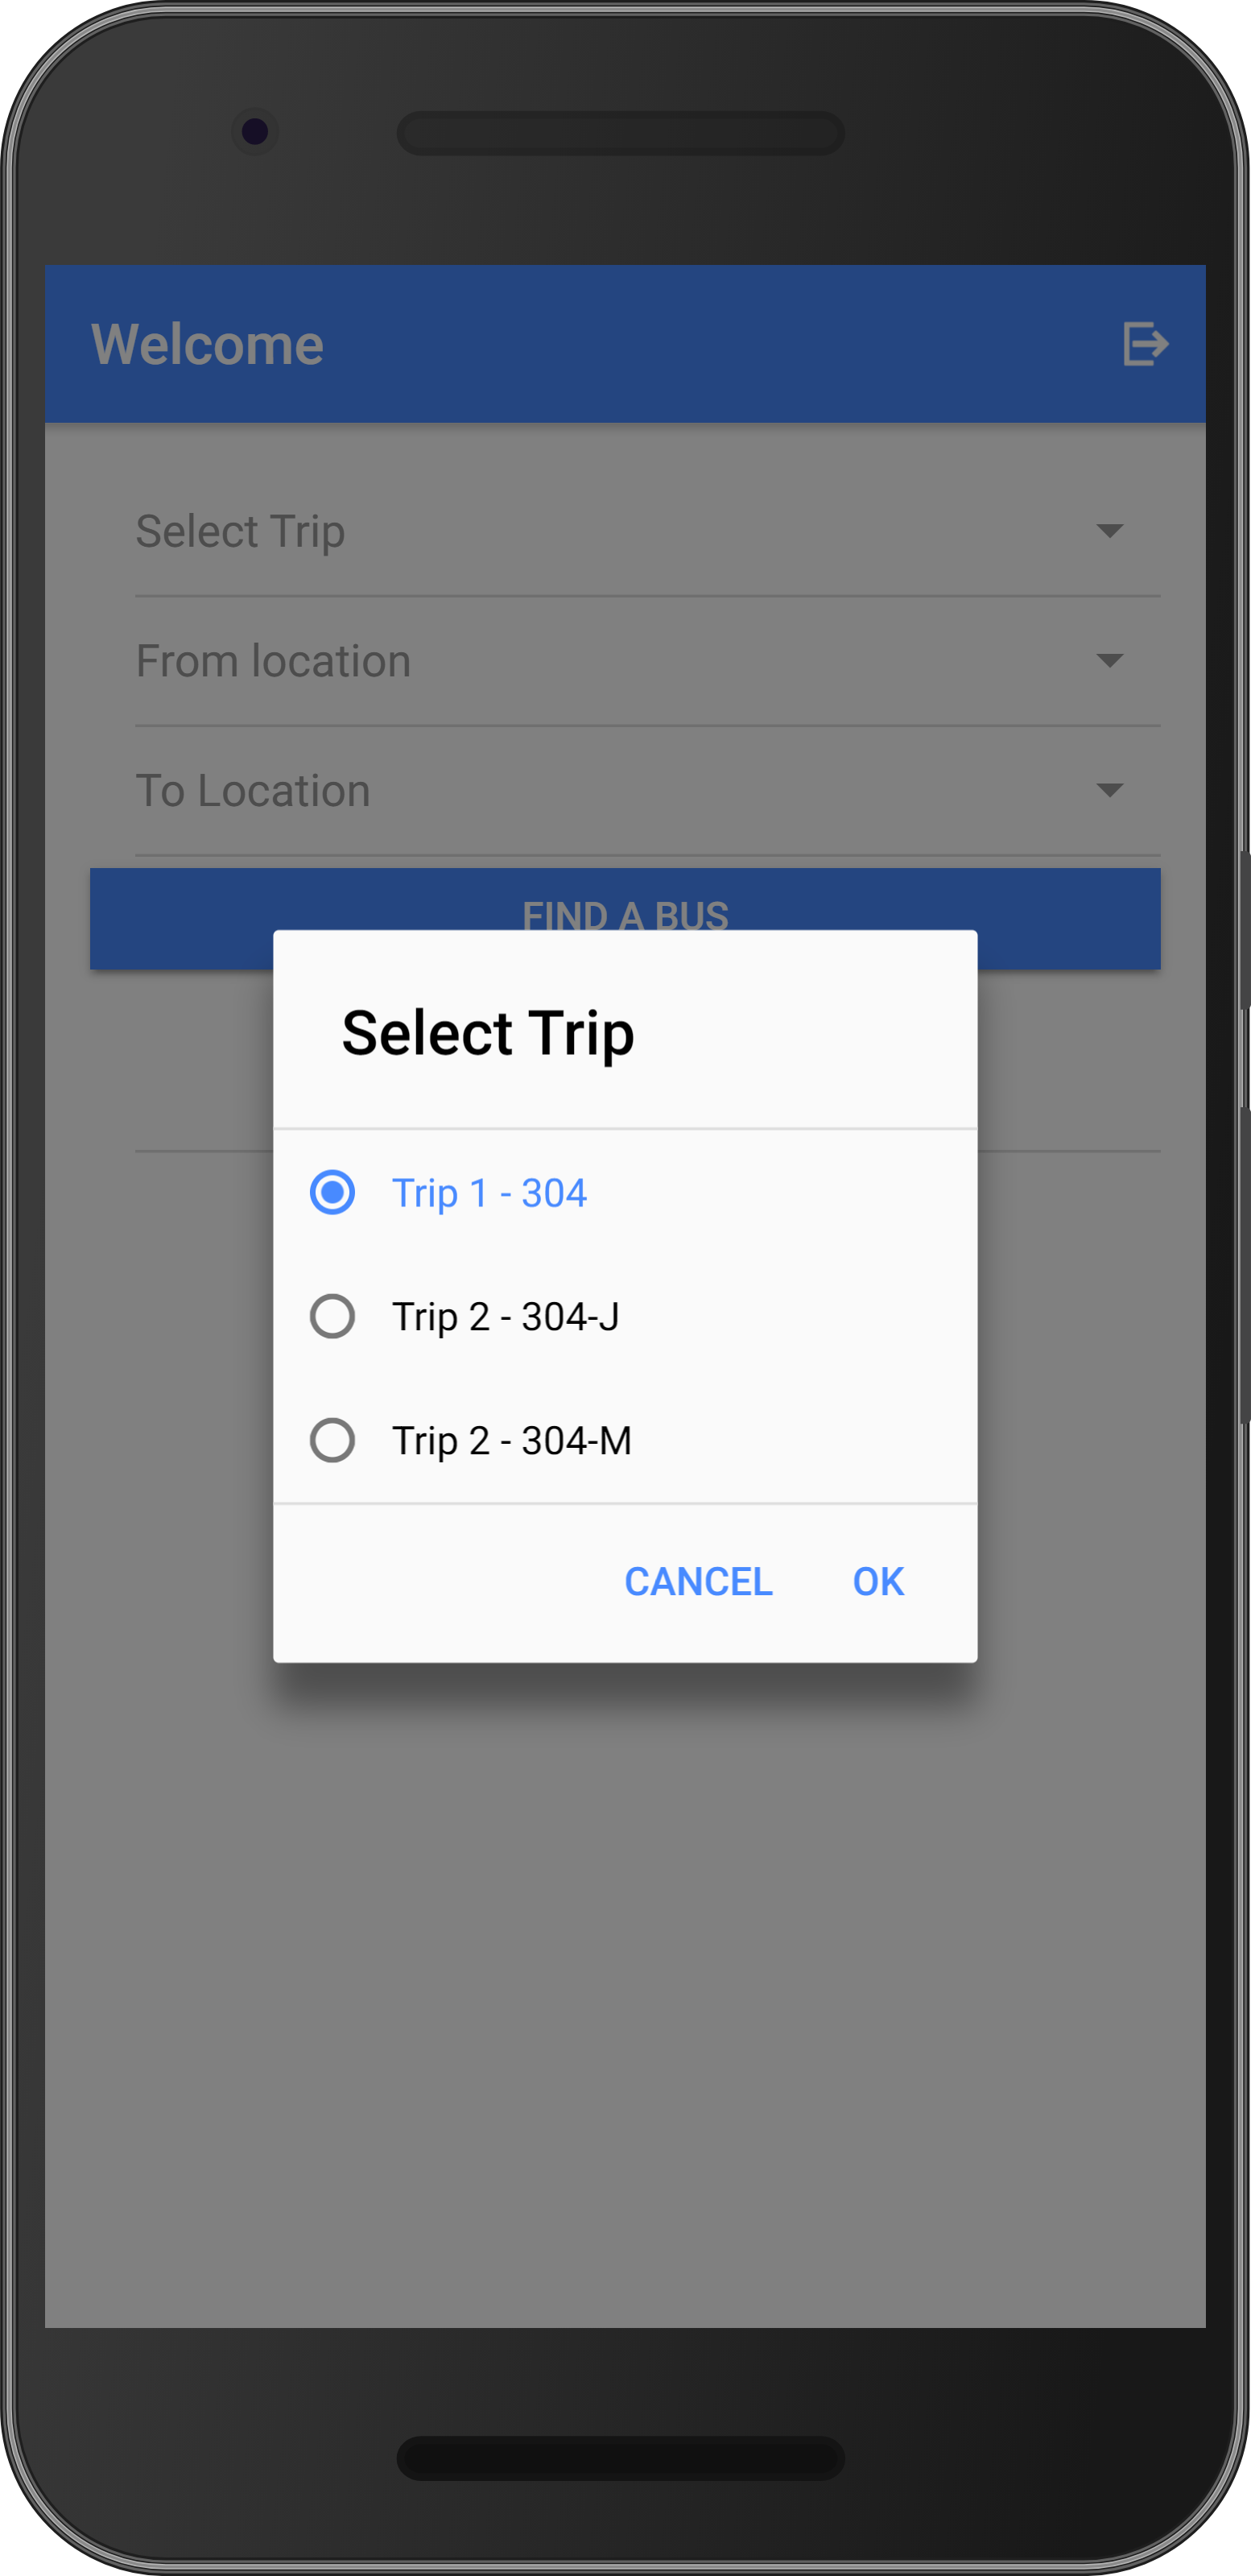 Welcome
Select Trip
From location
To Location
FIND A BUS
Select Trip
Trip 1 - 304
Trip 2 - 304-J
Trip 2 - 304-M
CANCEL OK